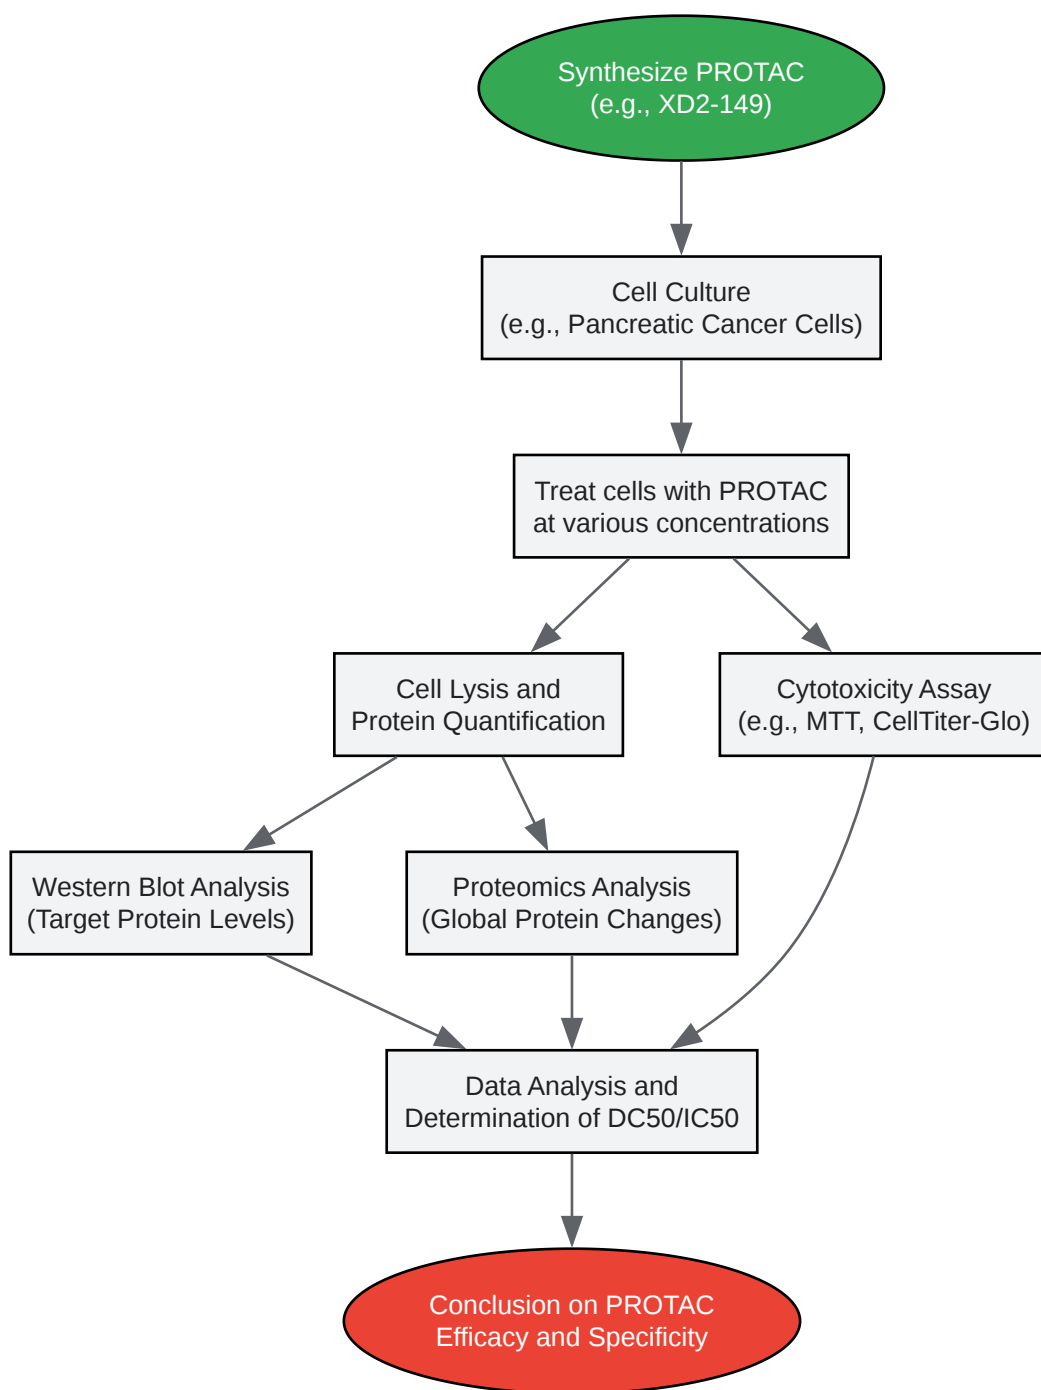 Synthesize PROTAC
(e.g., XD2-149)
Cell Culture
(e.g., Pancreatic Cancer Cells)
Treat cells with PROTAC
at various concentrations
Cell Lysis and
Protein Quantification
Cytotoxicity Assay
(e.g., MTT, CellTiter-Glo)
Western Blot Analysis
(Target Protein Levels)
Proteomics Analysis
(Global Protein Changes)
Data Analysis and
Determination of DC50/IC50
Conclusion on PROTAC
Efficacy and Specificity